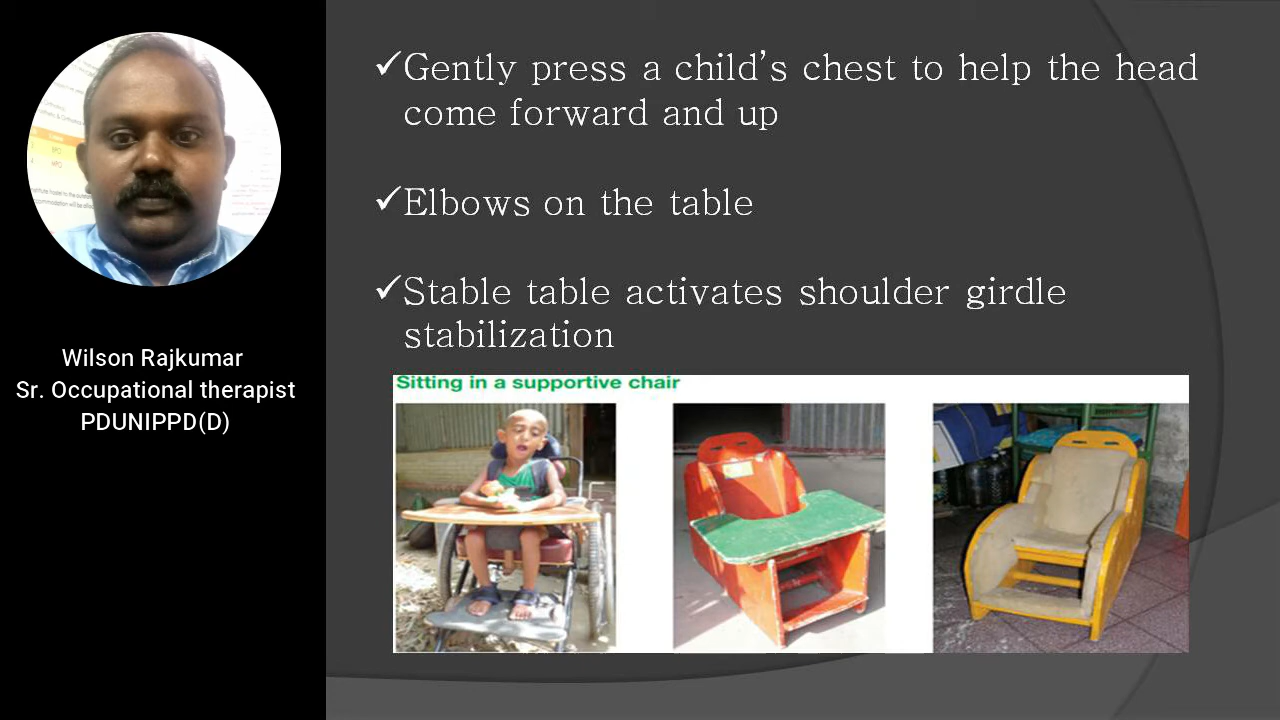 Wilson Rajkumar
Sr. Occupational therapist
PDUNIPPD(D)
✓Gently press a child’s chest to help the head
come forward and up
✓Elbows on the table
✓Stable table activates shoulder girdle
stabilization
Sitting in a supportive chair